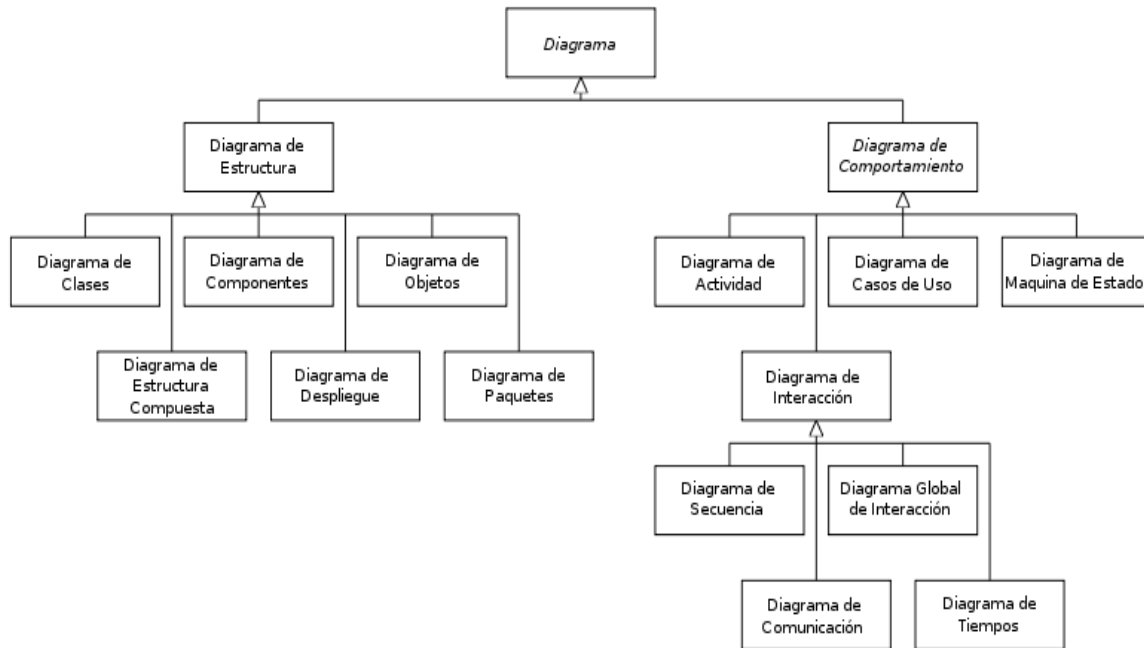 Diagrama
Diagrama de
Estructura
Diagrama de
Comportamiento
Diagrama de
Clases
Diagrama de
Componentes
Diagrama de
Objetos
Diagrama de
Actividad
Diagrama de
Casos de Uso
Diagrama de
Maquina de Estado
Diagrama de
Estructura
Compuesta
Diagrama de
Despliegue
Diagrama de
Paquetes
Diagrama de
Interacción
Diagrama de
Secuencia
Diagrama Global
de Interacción
Diagrama de
Comunicación
Diagrama de
Tiempos